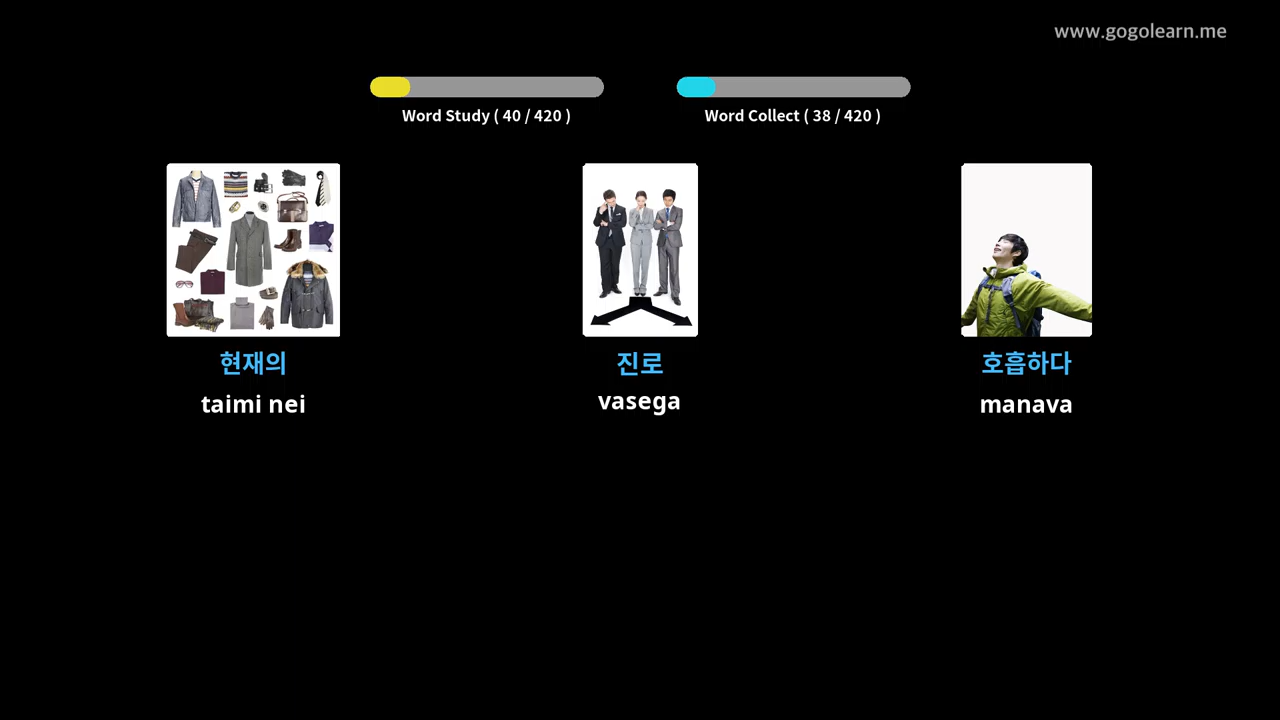 www.gogolearn.me
Word Study ( 40 / 420 )
Word Collect ( 38 / 420 )
현재의
진로
호흡하다
taimi nei
vasega
manava